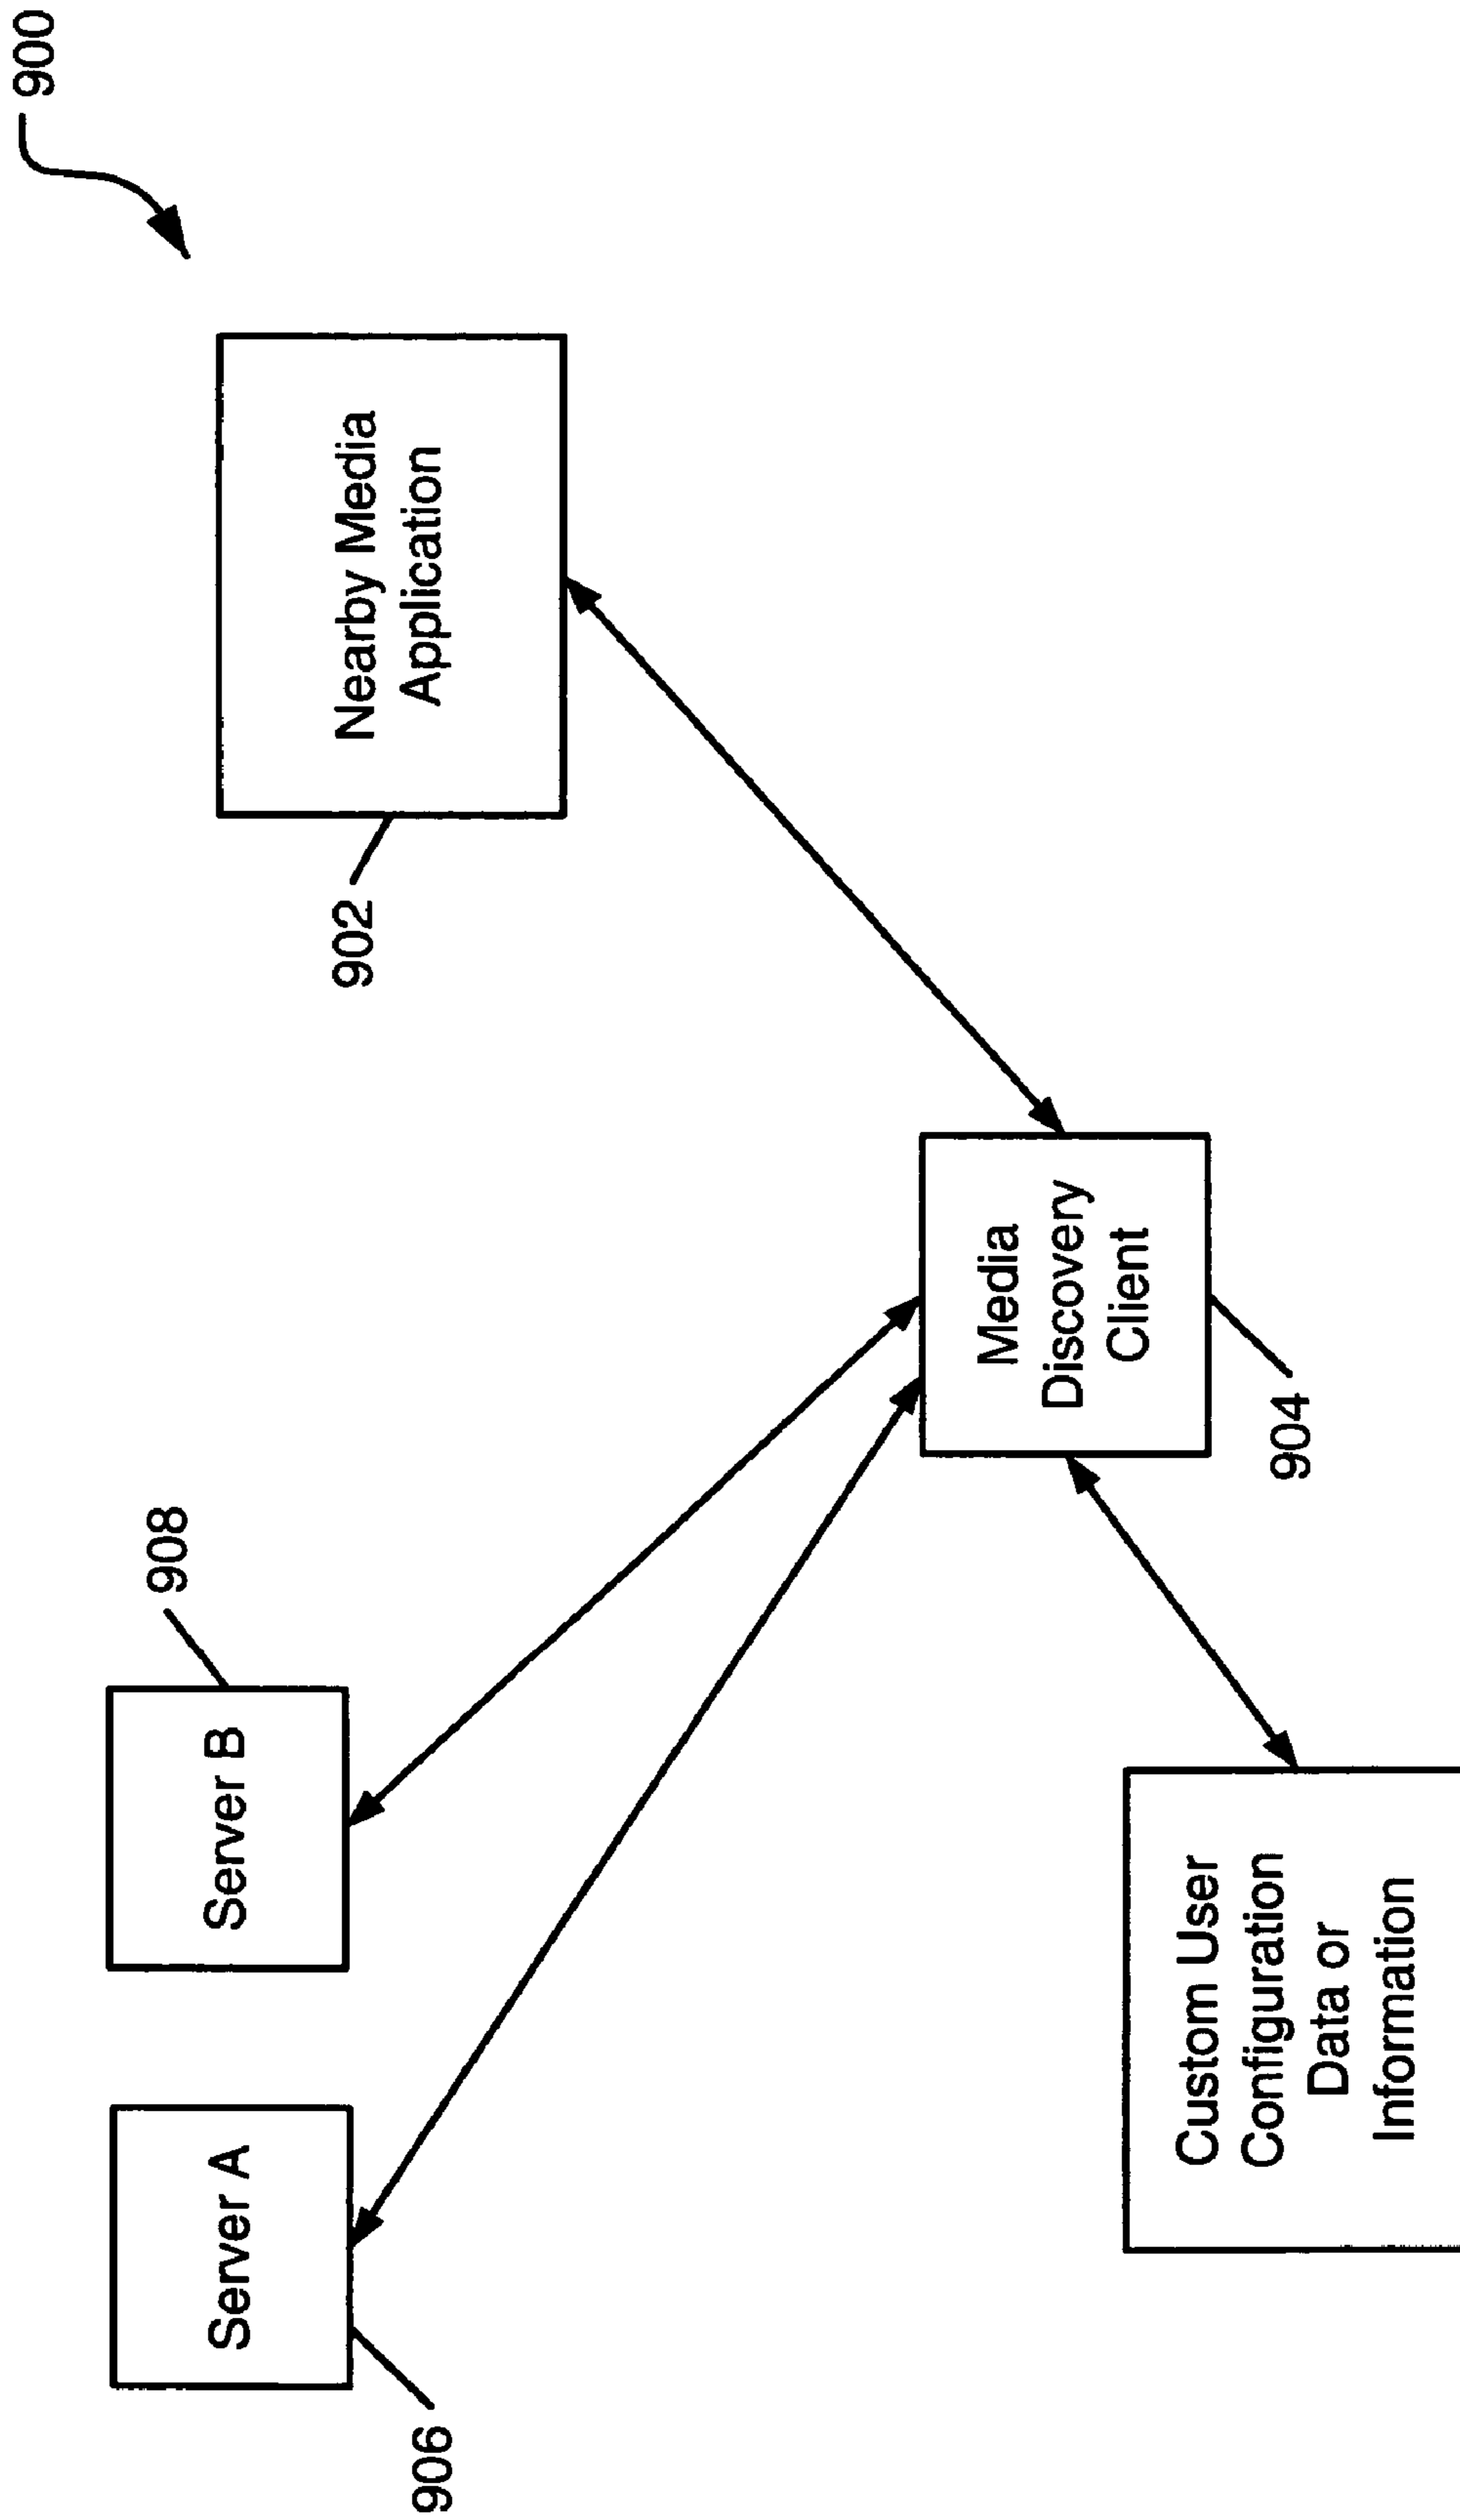 900
Server A
906
Server B
908
Nearby Media
Application
902
Media
Discovery
Client
904
Custom User
Configuration
Data or
Information